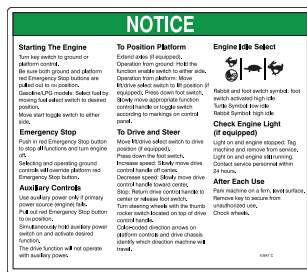 NOTICE
Starting The Engine
Turn key switch to ground or
platform control.
Be sure both ground and platform
red Emergency Stop buttons are
pulled out to ON position.
Gasoline/LPG models: Select fuel by
moving fuel select switch to desired
position.
Move start toggle switch to either
side.
Emergency Stop
Push in red Emergency Stop button
to stop all functions and turn engine
off.
Selecting and operating ground
controls will override platform red
Emergency Stop button.
Auxiliary Controls
Use auxiliary power only if primary
power source (engine) fails.
Pull out red Emergency Stop button
to ON position.
Simultaneously hold auxiliary power
switch on and activate desired
function.
The drive function will not operate
with auxiliary power.
To Position Platform
Extend axles (if equipped).
Operation from ground: Hold the
function enable switch to either side.
Operation from platform: Move
lift/drive select switch to lift position (if
equipped). Press down foot switch.
Slowly move appropriate function
control handle or toggle switch
according to markings on control
panel.
To Drive and Steer
Move lift/drive select switch to drive
position (if equipped).
Press down the foot switch.
Increase speed: Slowly move drive
control handle off center.
Decrease speed: Slowly move drive
control handle toward center.
Stop: Return drive control handle to
center or release foot switch.
Turn steering wheels with the thumb
rocker switch located on top of drive
control handle.
Color-coded direction arrows on
platform controls and drive chassis
identify which direction machine will
travel.
Engine Idle Select
Rabbit and foot switch symbol: foot
switch activated high idle
Turtle Symbol: low idle
Rabbit Symbol: high idle
Check Engine Light
(if equipped)
Light on and engine stopped: Tag
machine and remove from service.
Light on and engine still running:
Contact service personnel within
24 hours.
After Each Use
Park machine on a firm, level surface.
Remove key to secure from
unauthorized use.
Chock wheels.